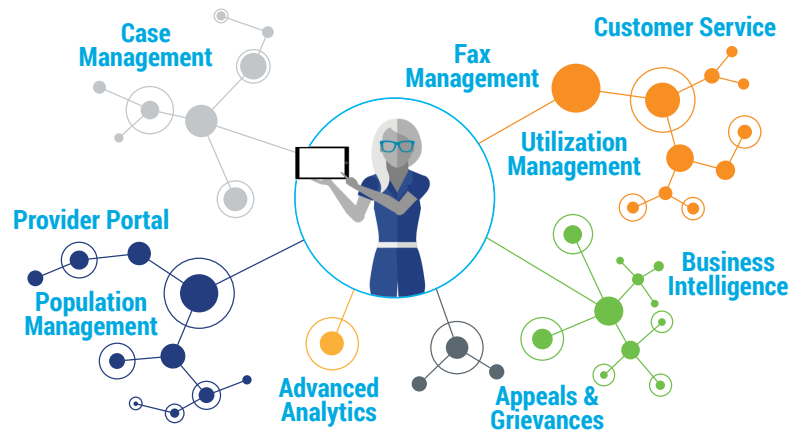 Case
Management
Fax
Management
Customer Service
Utilization
Management
Provider Portal
Population
Management
Business
Intelligence
Advanced
Analytics
Appeals &
Grievances